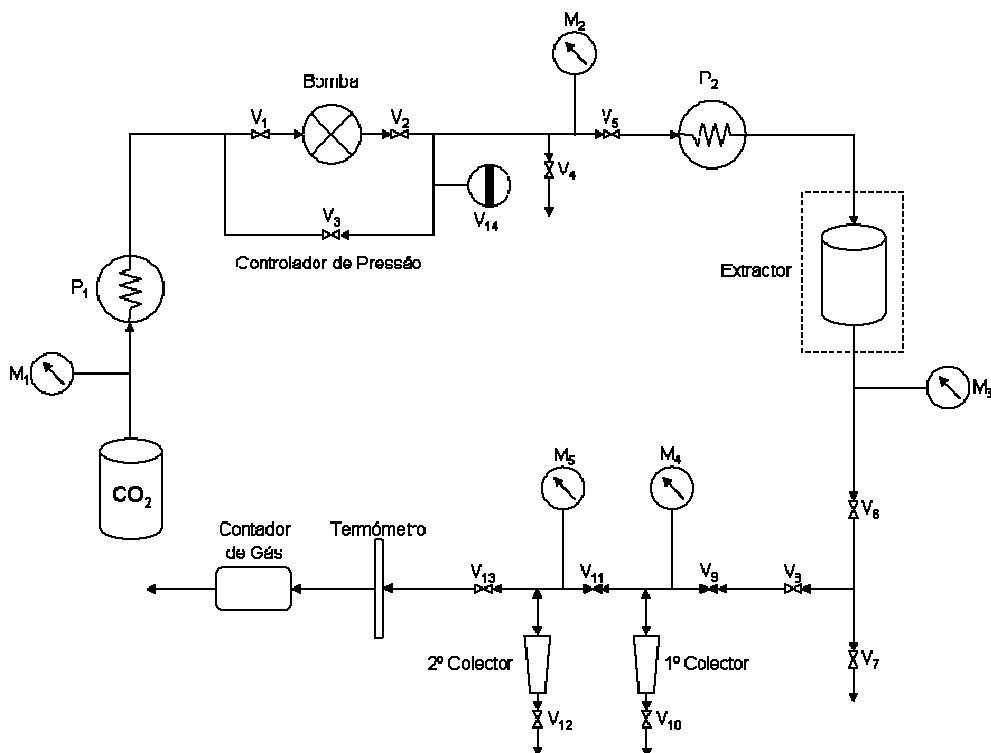 M2
Bomba
P2
V1
V2
V5
V4
V3
V14
Controlador de Pressão
P1
Extractor
M1
M3
CO2
M5
M4
V6
Contador
de Gás
Termómetro
V13
V11
V9
V3
2º Colector
1º Colector
V7
V12
V10